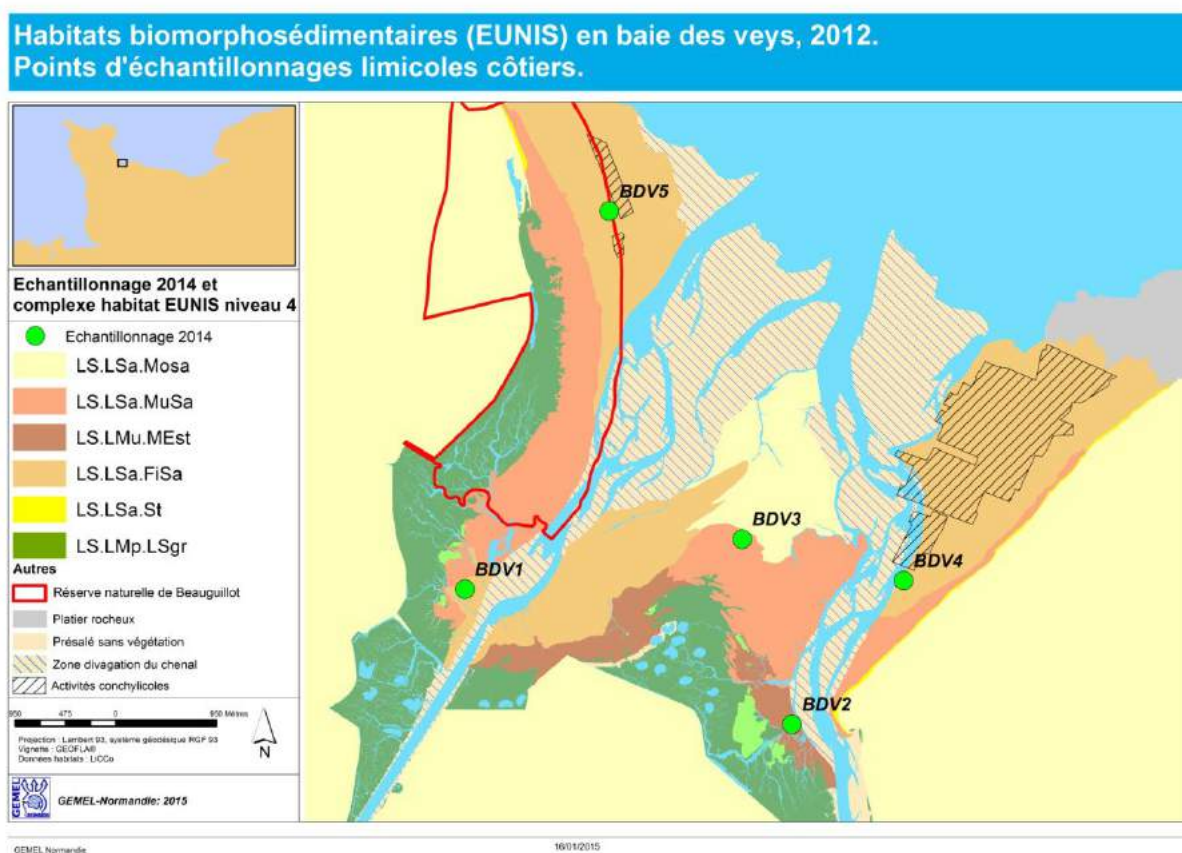 Habitats biomorphosédimentaires (EUNIS) en baie des veys, 2012.
Points d'échantillonnages limicoles côtiers.
Echantillonnage 2014 et
complexe habitat EUNIS niveau 4
Echantillonnage 2014
LS.LSa.Mosa
LS.LSa.MuSa
LS.LMu.MEst
LS.LSa.FiSa
LS.LSa.St
LS.LMp.LSgr
Autres
Réserve naturelle de Beauguillot
Platier rocheux
Présalé sans végétation
Zone divagation du chenal
Activités conchylicoles
950 475 0 950 Mètres
Projection : Lambert 93, système géodésique RGF 93
Vignette : GEOFLA®
Données habitats : LiCCo
N
GEMEL
GEMEL-Normandie: 2015
BDV5
BDV3
BDV4
BDV1
BDV2
GEMEL Normandie
16/01/2015